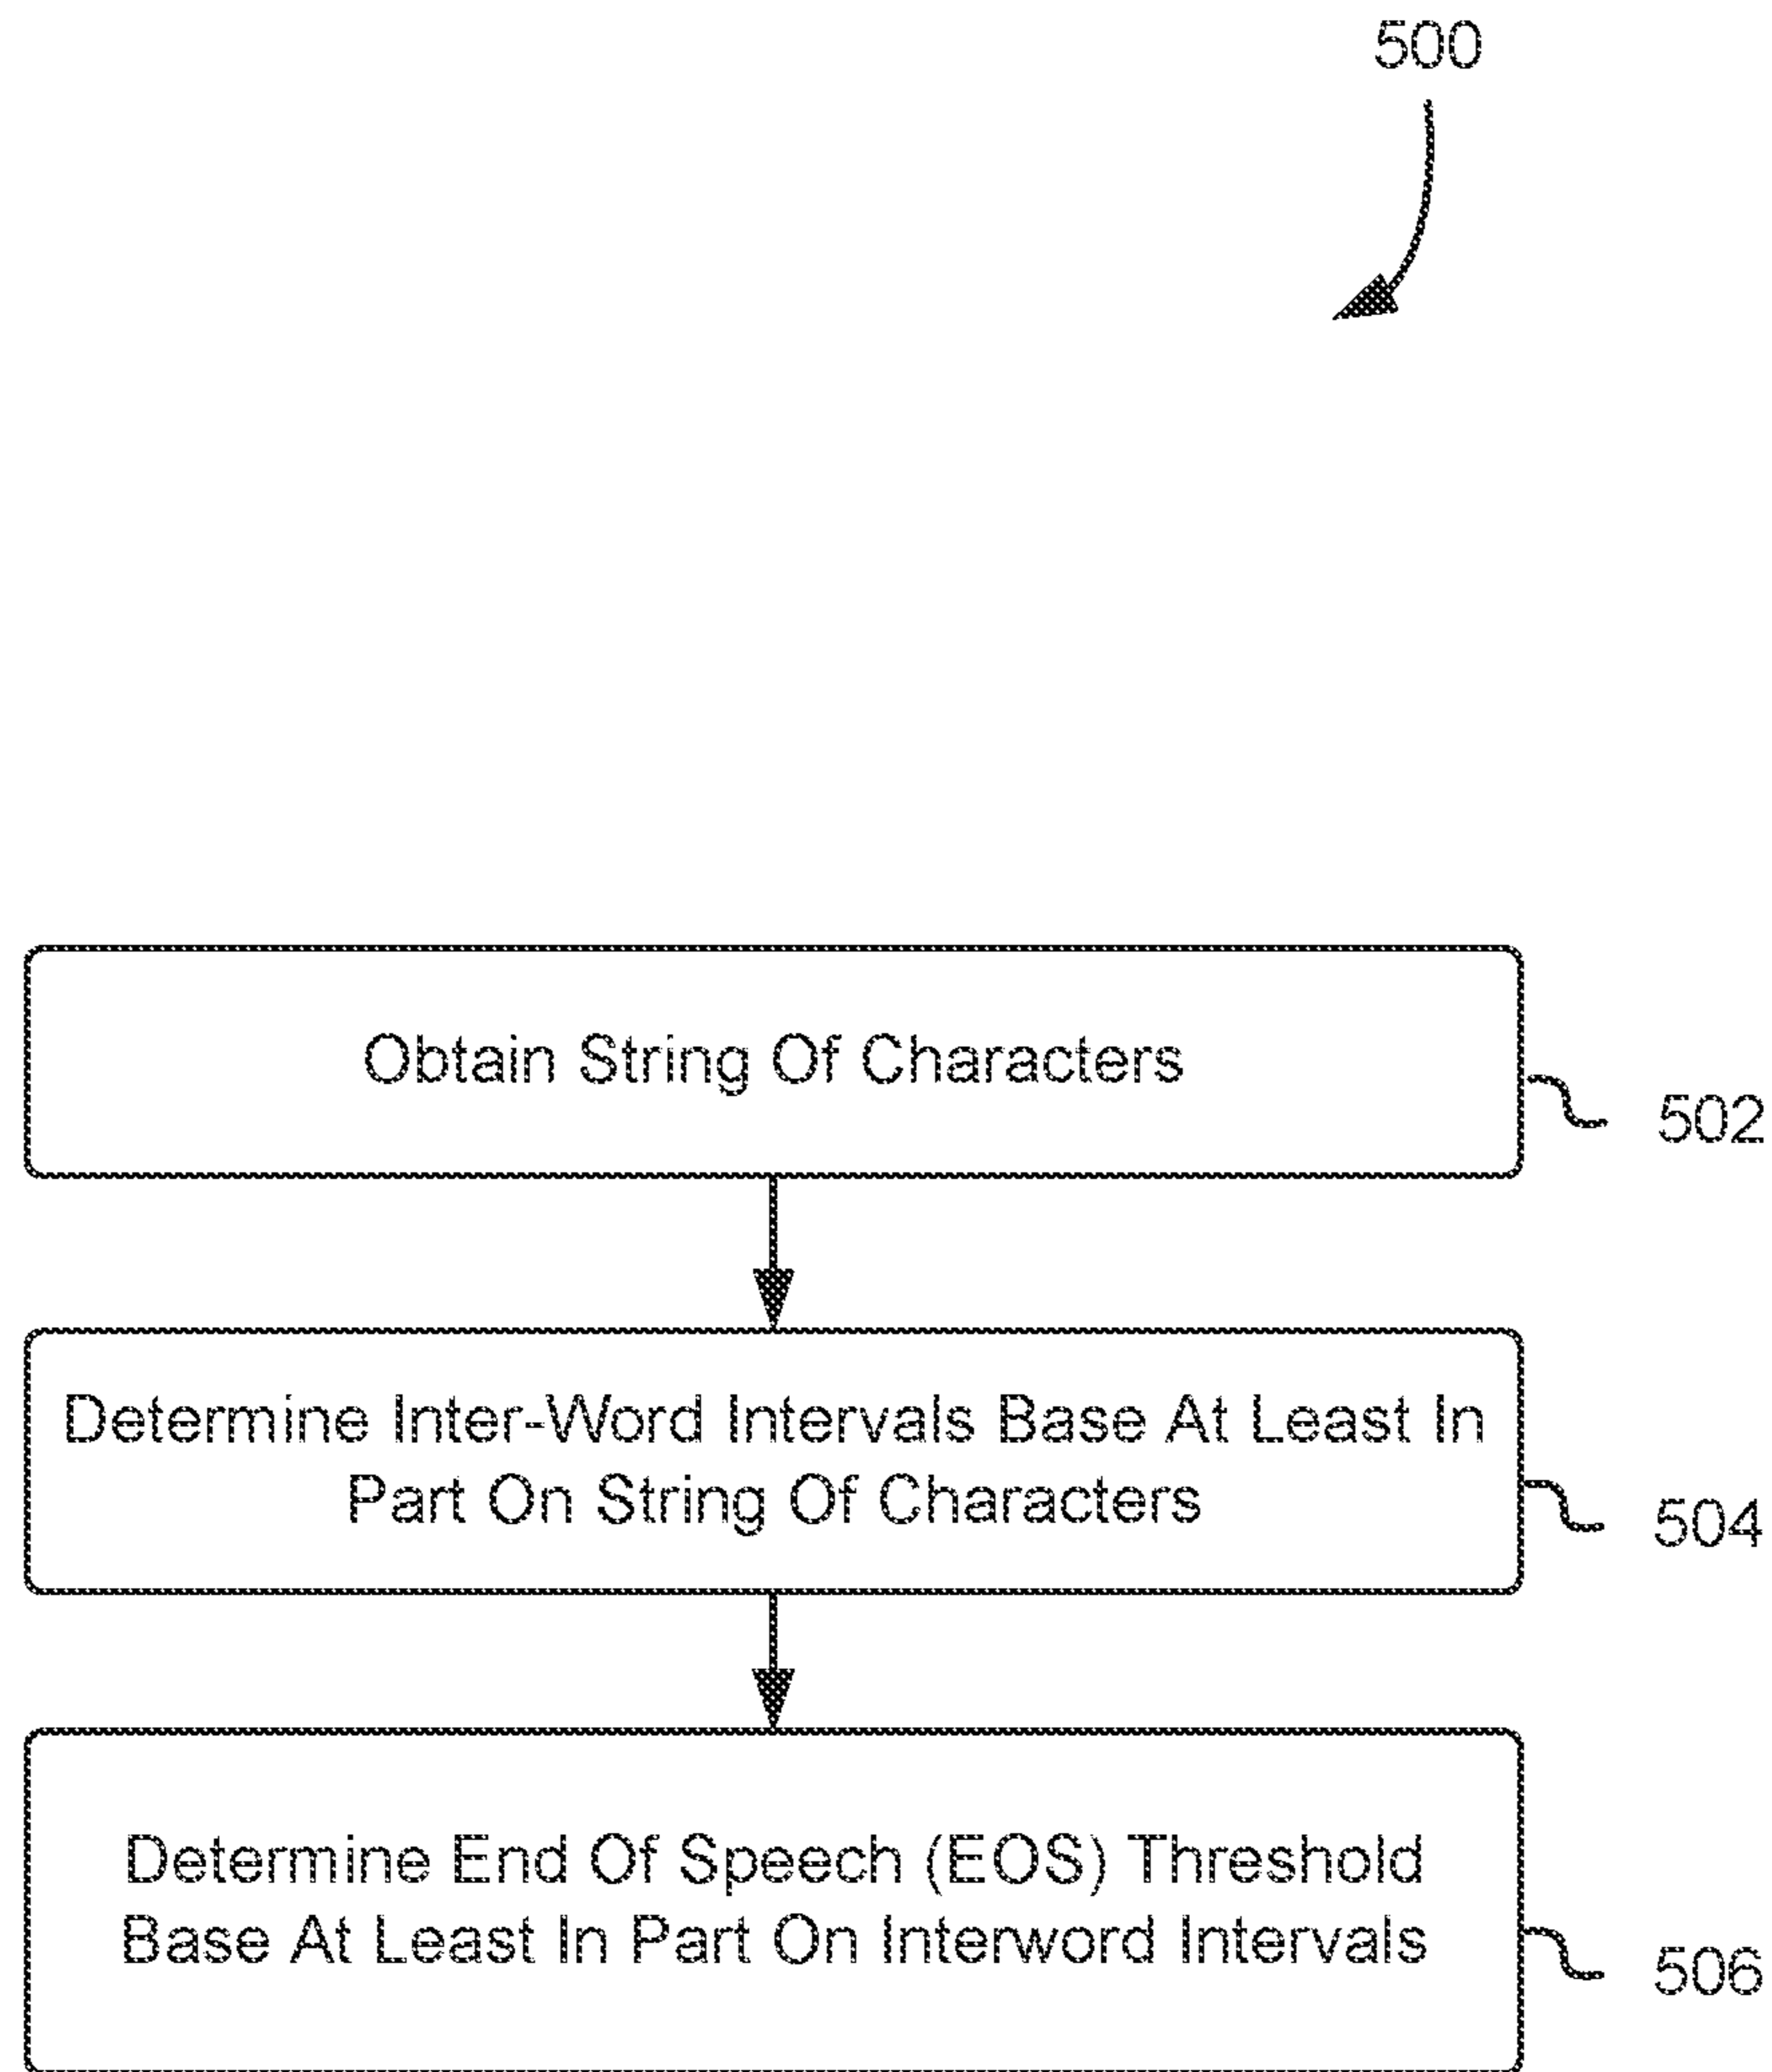 500
Obtain String Of Characters
502
Determine Inter-Word Intervals Base At Least In
Part On String Of Characters
504
Determine End Of Speech (EOS) Threshold
Base At Least In Part On Interword Intervals
506